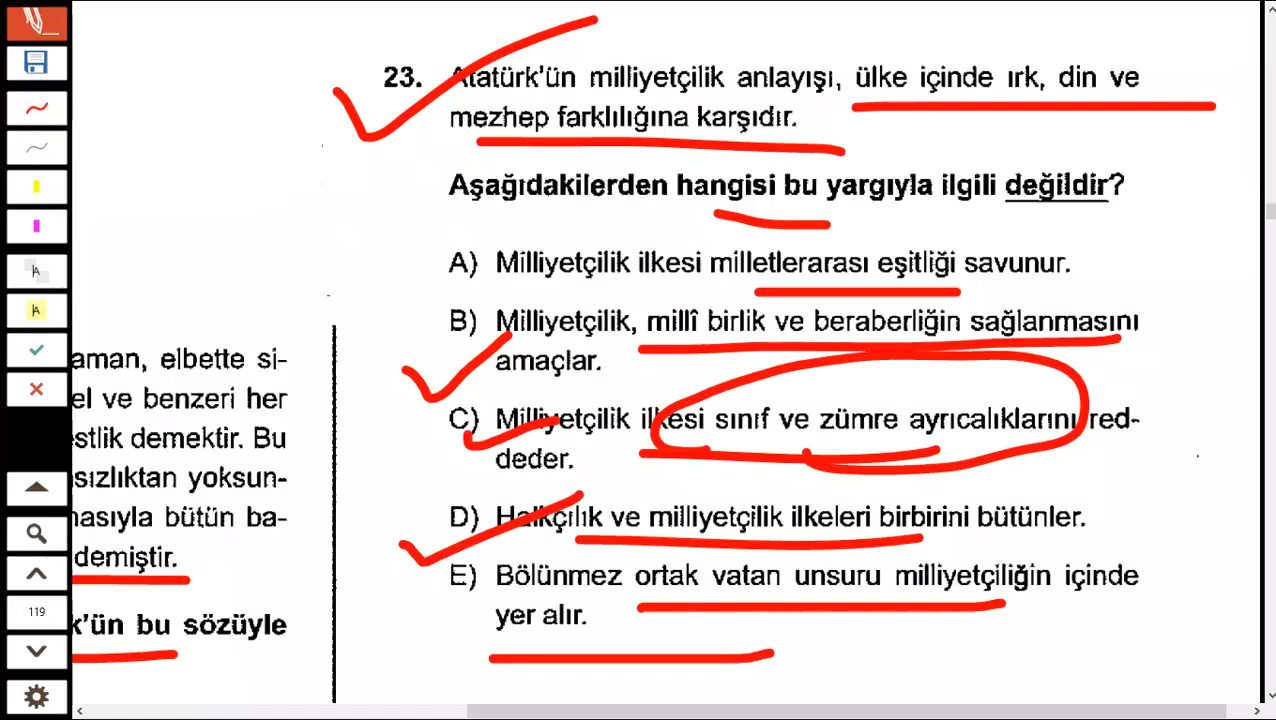 23. Atatürk'ün milliyetçilik anlayışı, ülke içinde ırk, din ve
mezhep farklılığına karşıdır.
Aşağıdakilerden hangisi bu yargıyla ilgili değildir?
A) Milliyetçilik ilkesi milletlerarası eşitliği savunur.
B) Milliyetçilik, millî birlik ve beraberliğin sağlanmasını
amaçlar.
C) Milliyetçilik ilkesi sınıf ve zümre ayrıcalıklarını red-
deder.
D) Halkçılık ve milliyetçilik ilkeleri birbirini bütünler.
E) Bölünmez ortak vatan unsuru milliyetçiliğin içinde
yer alır.
aman, elbette si-
el ve benzeri her
stlik demektir. Bu
sızlıktan yoksun-
nasıyla bütün ba-
demiştir.
k'ün bu sözüyle
119